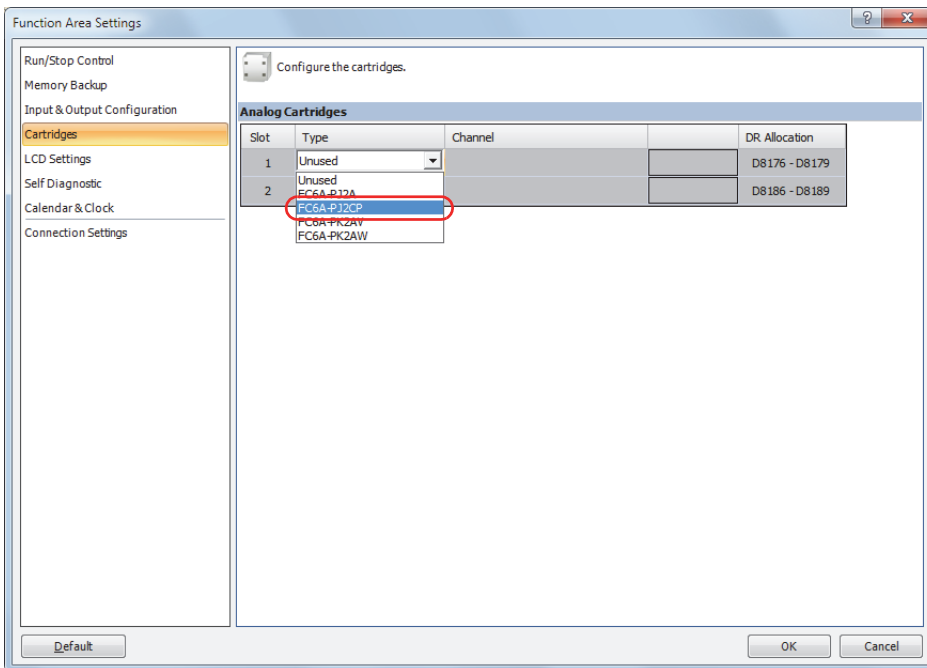 Function Area Settings
?
X
Run/Stop Control
Memory Backup
Input & Output Configuration
Cartridges
LCD Settings
Self Diagnostic
Calendar & Clock
Connection Settings
Configure the cartridges.
Analog Cartridges
Slot Type Channel DR Allocation
1 Unused D8176 - D8179
Unused
FC6A-PJ2A
2 D8186 - D8189
FC6A-PJ2CP
FC6A-PK2AV
FC6A-PK2AW
Default OK Cancel